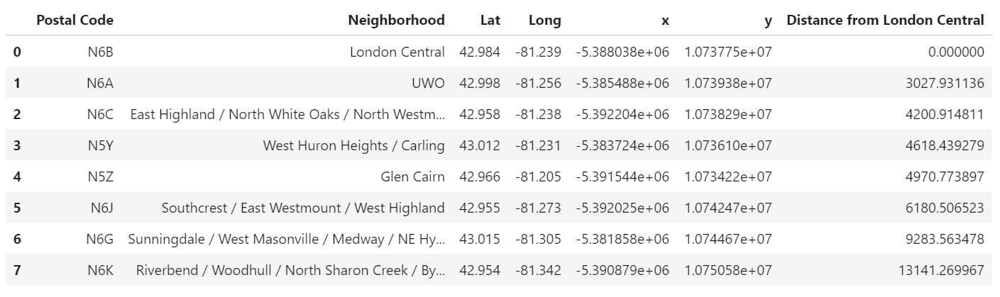 Postal Code Neighborhood Lat Long x y Distance from London Central
0 N6B London Central 42.984 -81.239 -5.388038e+06 1.073775e+07 0.000000
1 N6A UWO 42.998 -81.256 -5.385488e+06 1.073938e+07 3027.931136
2 N6C East Highland / North White Oaks / North Westm... 42.958 -81.238 -5.392204e+06 1.073829e+07 4200.914811
3 N5Y West Huron Heights / Carling 43.012 -81.231 -5.383724e+06 1.073610e+07 4618.439279
4 N5Z Glen Cairn 42.966 -81.205 -5.391544e+06 1.073422e+07 4970.773897
5 N6J Southcrest / East Westmount / West Highland 42.955 -81.273 -5.392025e+06 1.074247e+07 6180.506523
6 N6G Sunningdale / West Masonville / Medway / NE Hy... 43.015 -81.305 -5.381858e+06 1.074467e+07 9283.563478
7 N6K Riverbend / Woodhull / North Sharon Creek / By... 42.954 -81.342 -5.390879e+06 1.075058e+07 13141.269967